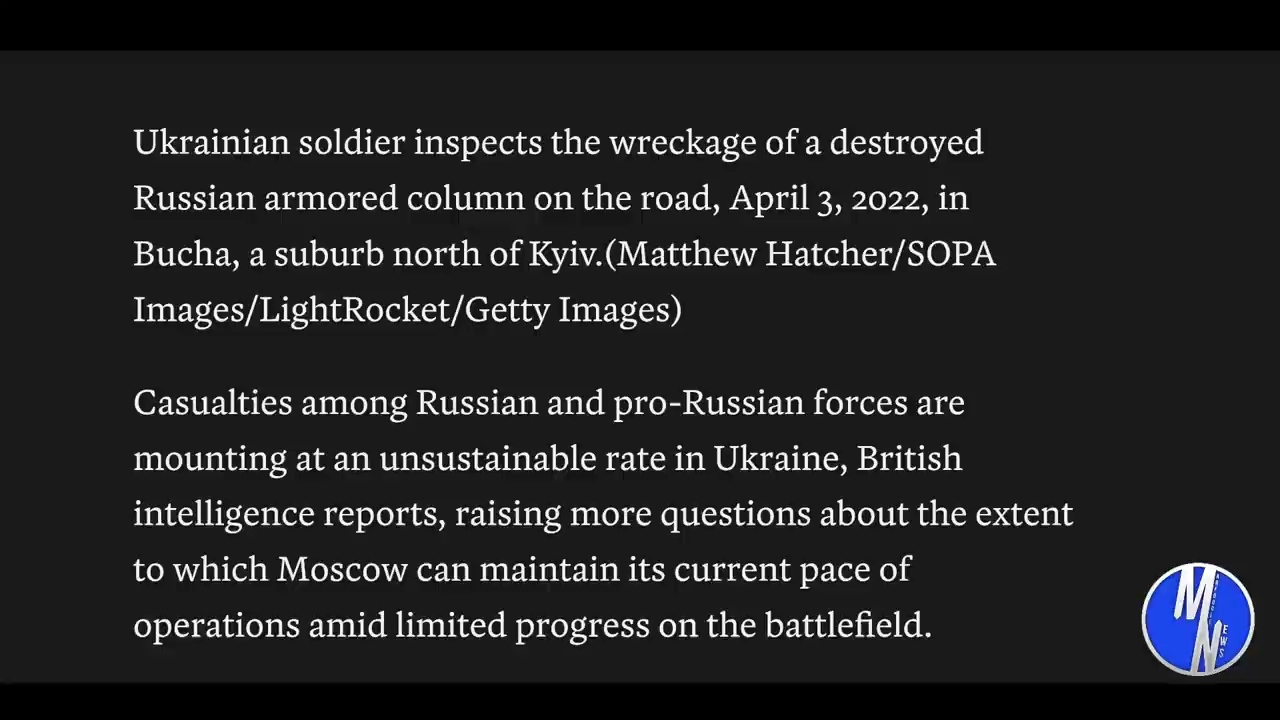 Ukrainian soldier inspects the wreckage of a destroyed
Russian armored column on the road, April 3, 2022, in
Bucha, a suburb north of Kyiv.(Matthew Hatcher/SOPA
Images/LightRocket/Getty Images)
Casualties among Russian and pro-Russian forces are
mounting at an unsustainable rate in Ukraine, British
intelligence reports, raising more questions about the extent
to which Moscow can maintain its current pace of
operations amid limited progress on the battlefield.
MN
EWS